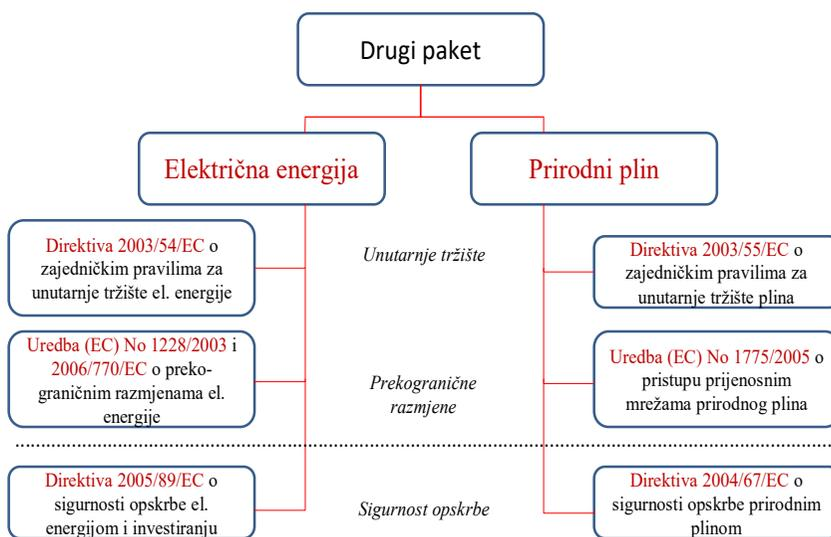 Drugi paket
Električna energija
Prirodni plin
Direktiva 2003/54/EC o
zajedničkim pravilima za
unutarnje tržište el. energije
Unutarnje tržište
Direktiva 2003/55/EC o
zajedničkim pravilima za
unutarnje tržište plina
Uredba (EC) No 1228/2003 i
2006/770/EC o preko-
graničnim razmjenama el.
energije
Prekogranične
razmjene
Uredba (EC) No 1775/2005 o
pristupu prijenosnim
mrežama prirodnog plina
Direktiva 2005/89/EC o
sigurnosti opskrbe el.
energijom i investiranju
Sigurnost opskrbe
Direktiva 2004/67/EC o
sigurnosti opskrbe prirodnim
plinom